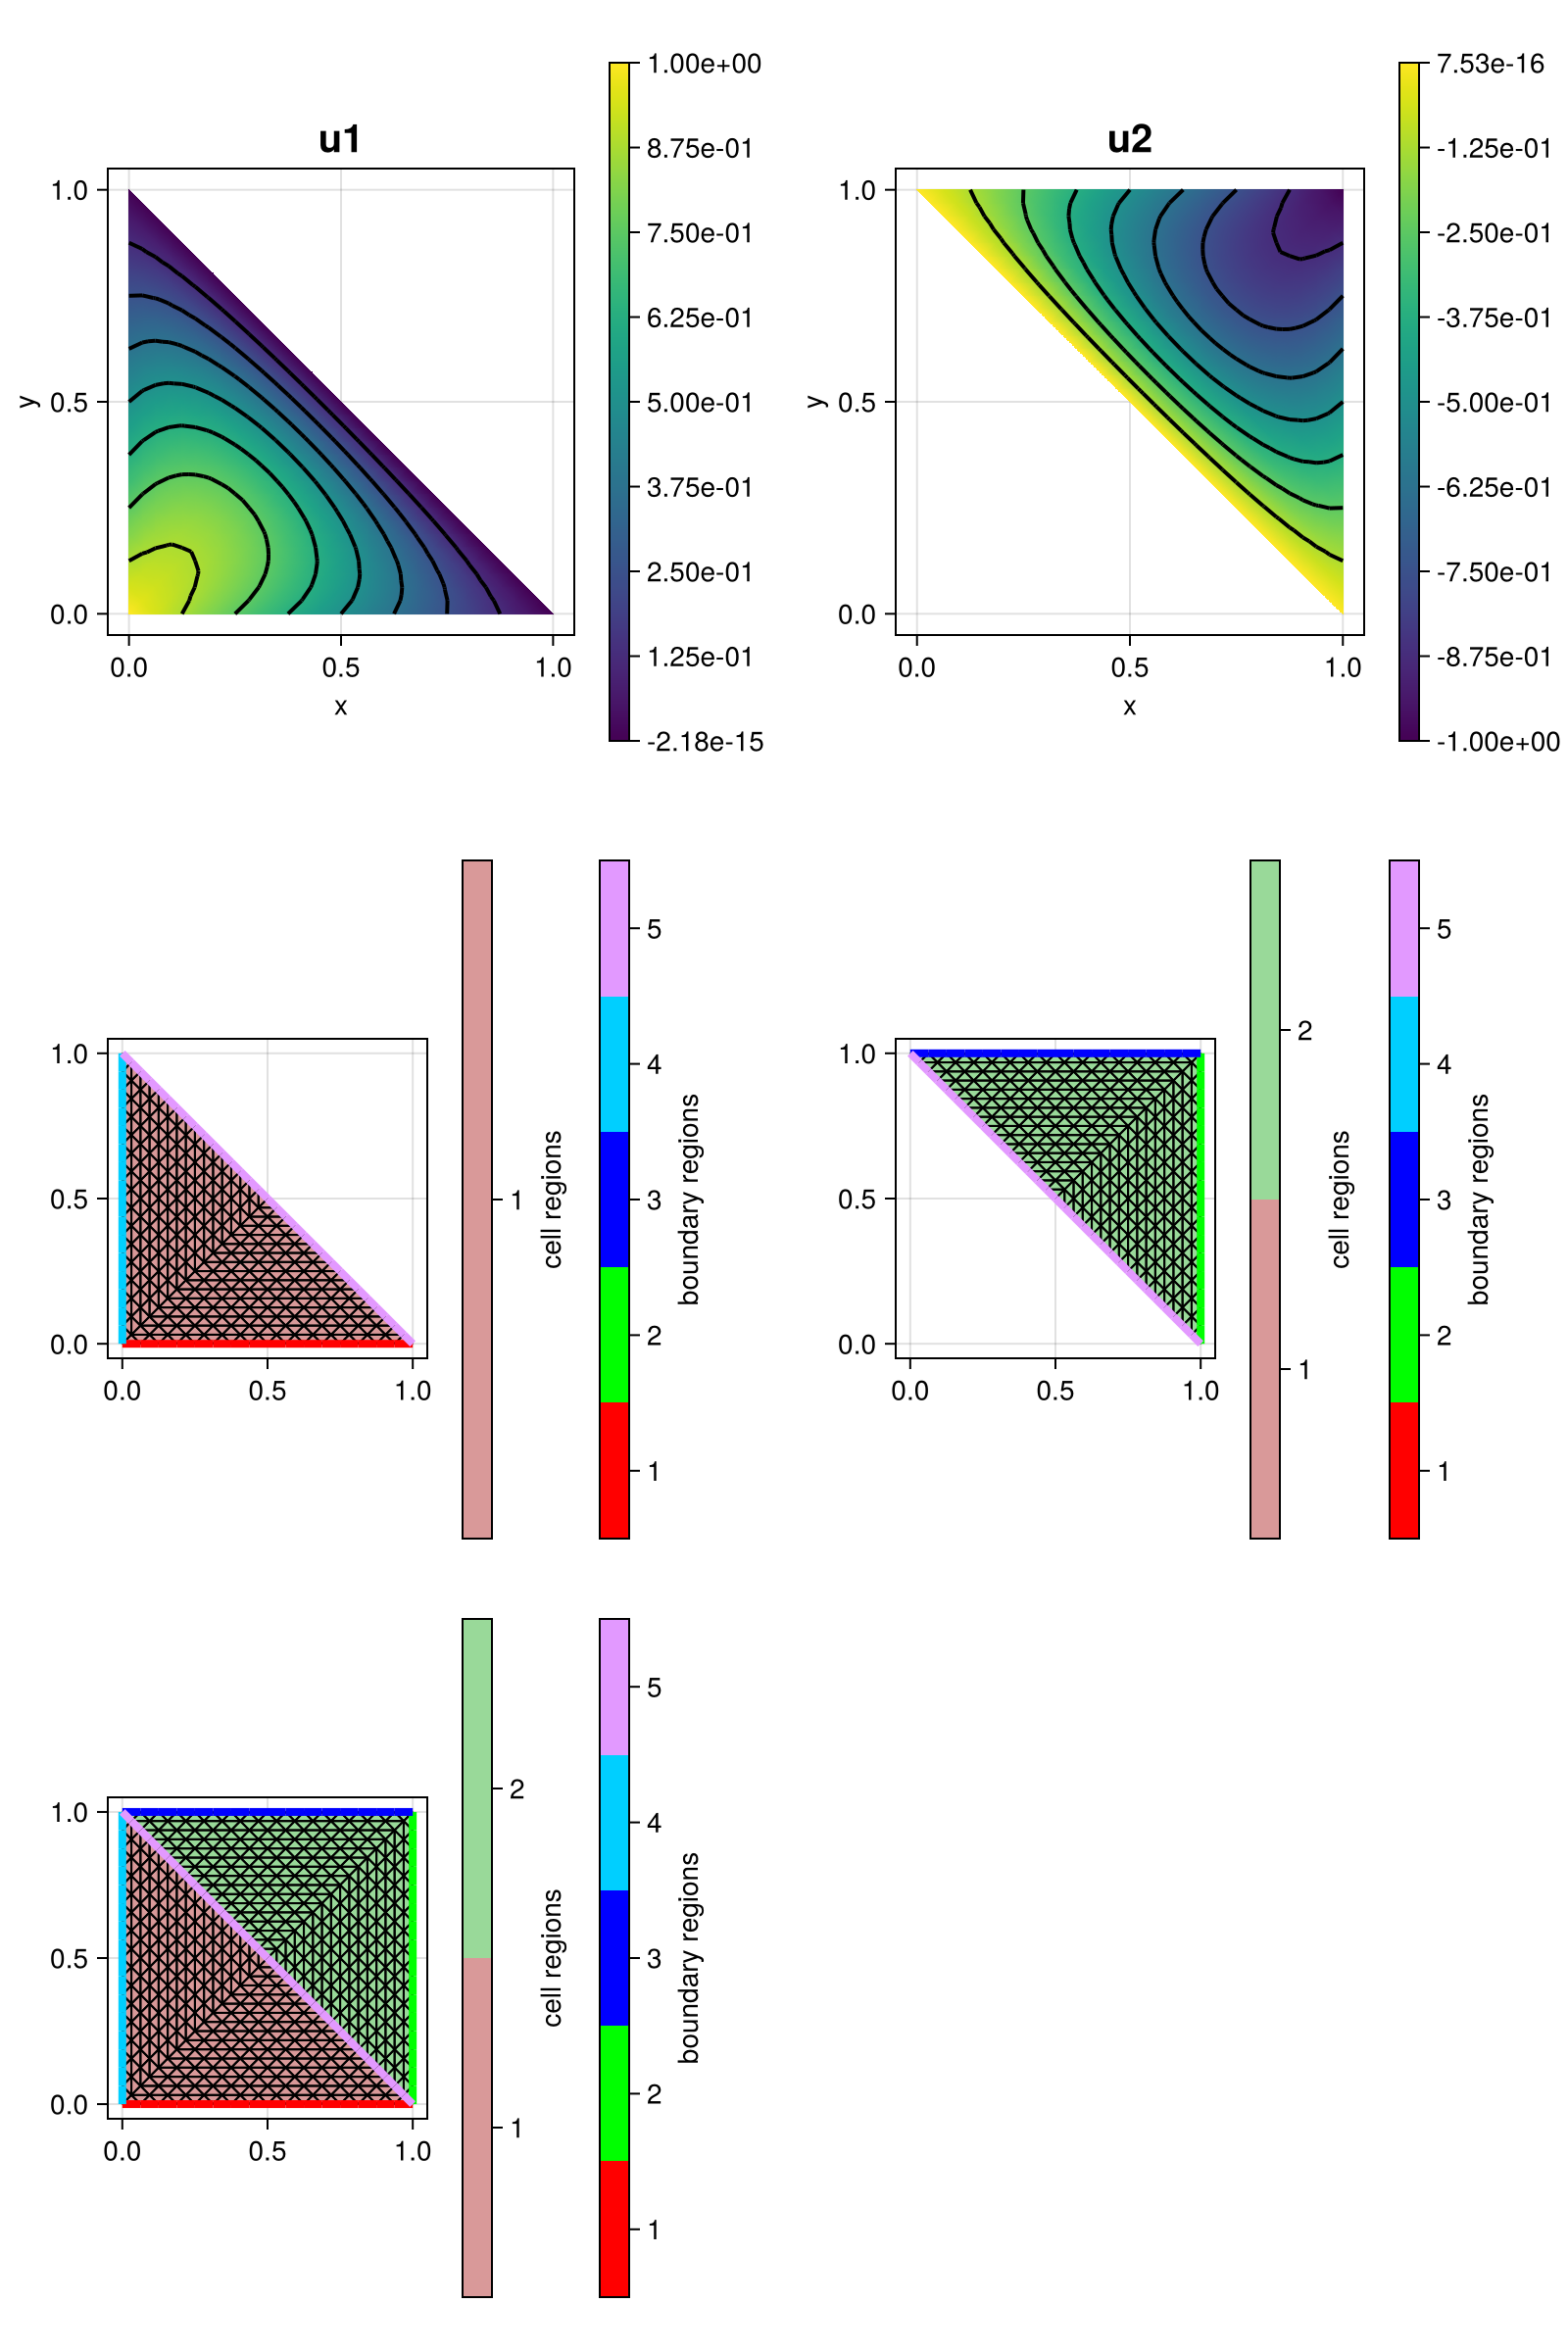 u1
1.0
0.5
0.0
y
0.0 0.5 1.0
x
1.00e+00
8.75e-01
7.50e-01
6.25e-01
5.00e-01
3.75e-01
2.50e-01
1.25e-01
-2.18e-15
u2
1.0
0.5
0.0
y
0.0 0.5 1.0
x
7.53e-16
-1.25e-01
-2.50e-01
-3.75e-01
-5.00e-01
-6.25e-01
-7.50e-01
-8.75e-01
-1.00e+00
1.0
0.5
0.0
0.0 0.5 1.0
1
cell regions
5
4
3
2
1
boundary regions
1.0
0.5
0.0
0.0 0.5 1.0
2
1
cell regions
5
4
3
2
1
boundary regions
1.0
0.5
0.0
0.0 0.5 1.0
2
1
cell regions
5
4
3
2
1
boundary regions